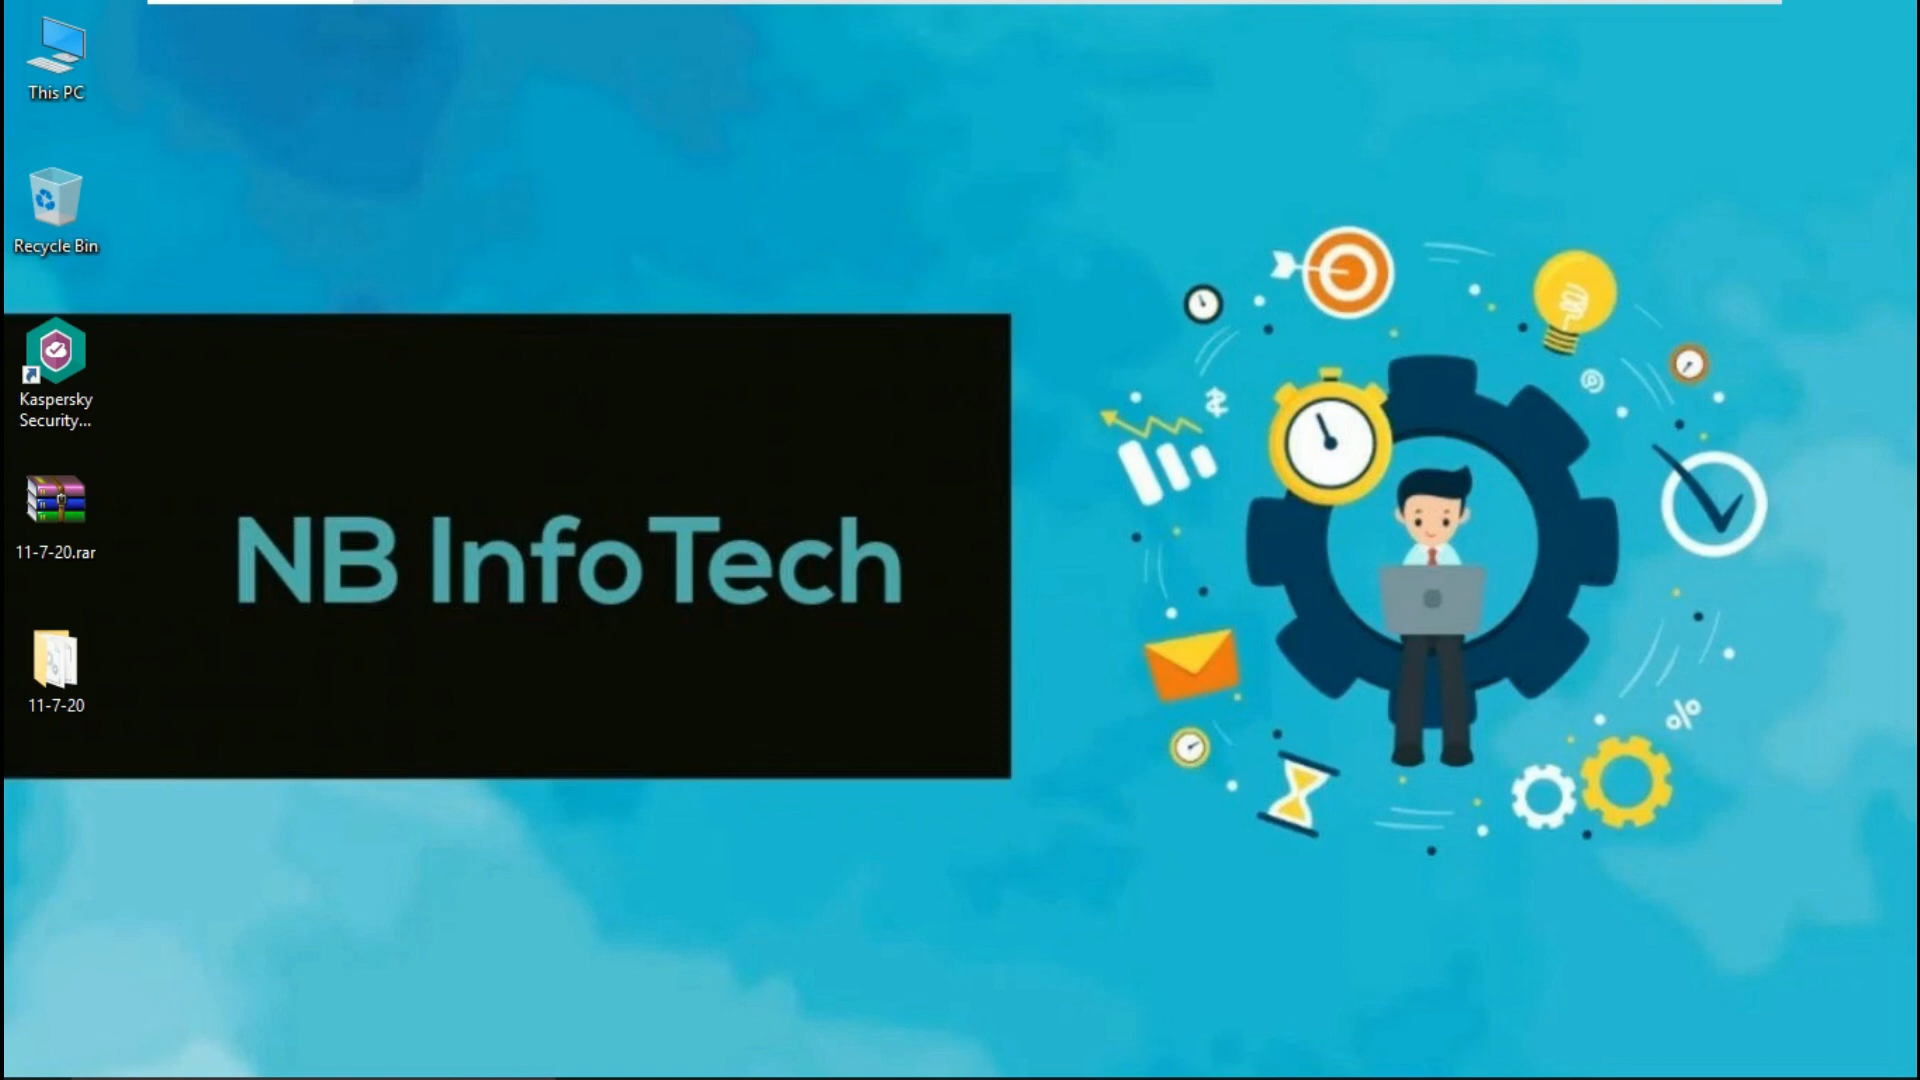 This PC
Recycle Bin
Kaspersky
Security...
11-7-20.rar
11-7-20
NB InfoTech